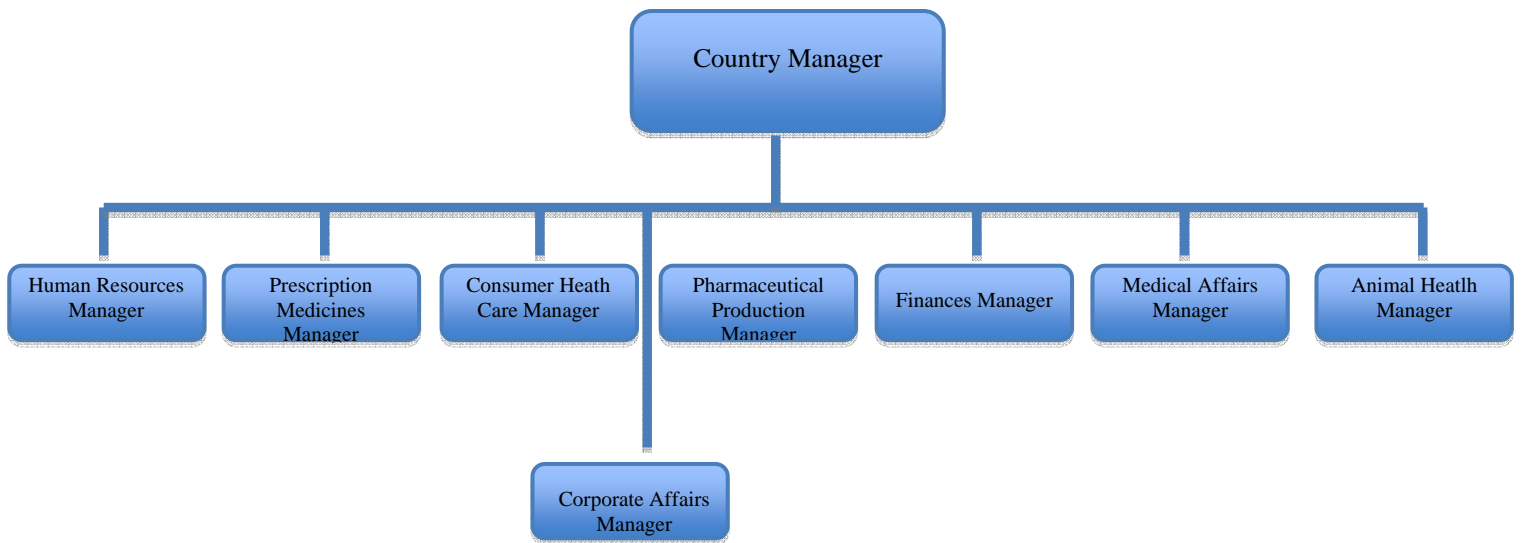 Country Manager
Human Resources
Manager
Prescription
Medicines
Manager
Consumer Heath
Care Manager
Pharmaceutical
Production
Manager
Finances Manager
Medical Affairs
Manager
Animal Heatlh
Manager
Corporate Affairs
Manager